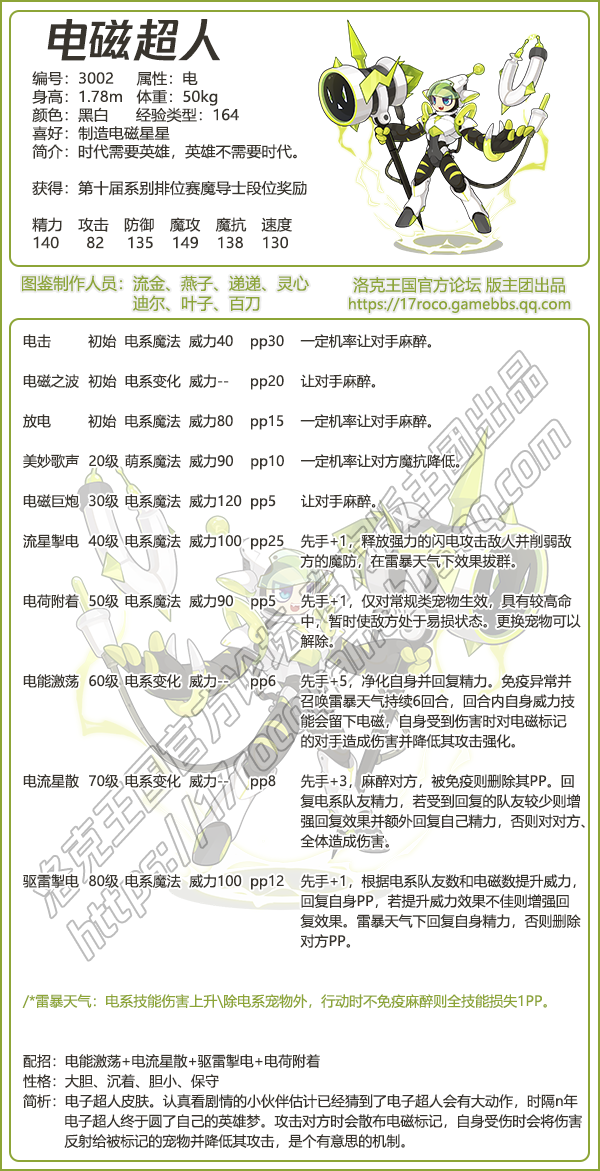 电磁超人
编号：3002 属性：电
身高：1.78m 体重：50kg
颜色：黑白 经验类型：164
喜好：制造电磁星星
简介：时代需要英雄，英雄不需要时代。
获得：第十届系别排位赛魔导士段位奖励
精力 攻击 防御 魔攻 魔抗 速度
140 82 135 149 138 130
图鉴制作人员：流金、燕子、递递、灵心
迪尔、叶子、百刀
洛克王国官方论坛 版主团出品
https://17roco.gamebbs.qq.com
电击 初始 电系魔法 威力40 pp30 一定机率让对手麻醉。
电磁之波 初始 电系变化 威力-- pp20 让对手麻醉。
放电 初始 电系魔法 威力80 pp15 一定机率让对手麻醉。
美妙歌声 20级 萌系魔法 威力90 pp10 一定机率让对方魔抗降低。
电磁巨炮 30级 电系魔法 威力120 pp5 让对手麻醉。
流星掣电 40级 电系魔法 威力100 pp25 先手+1，释放强力的闪电攻击敌人并削弱敌
方的魔防，在雷暴天气下效果拔群。
电荷附着 50级 电系魔法 威力90 pp5 先手+1，仅对常规类宠物生效，具有较高命
中，暂时使敌方处于易损状态。更换宠物可以
解除。
电能激荡 60级 电系变化 威力-- pp6 先手+5，净化自身并回复精力。免疫异常并
召唤雷暴天气持续6回合，回合内自身威力技
能会留下电磁，自身受到伤害时对电磁标记
的对手造成伤害并降低其攻击强化。
电流星散 70级 电系变化 威力-- pp8 先手+3，麻醉对方，被免疫则删除其PP。回
复电系队友精力，若受到回复的队友较少则增
强回复效果并额外回复自己精力，否则对对方、
全体造成伤害。
驱雷掣电 80级 电系魔法 威力100 pp12 先手+1，根据电系队友数和电磁数提升威力，
回复自身PP，若提升威力效果不佳则增强回
复效果。雷暴天气下回复自身精力，否则删除
对方PP。
/*雷暴天气：电系技能伤害上升\除电系宠物外，行动时不免疫麻醉则全技能损失1PP。
配招：电能激荡+电流星散+驱雷掣电+电荷附着
性格：大胆、沉着、胆小、保守
简析：电子超人皮肤。认真看剧情的小伙伴估计已经猜到了电子超人会有大动作，时隔n年
电子超人终于圆了自己的英雄梦。攻击对方时会散布电磁标记，自身受伤时会将伤害
反射给被标记的宠物并降低其攻击，是个有意思的机制。
洛克王国官方论坛 版主团出品
https://17roco.gamebbs.qq.com